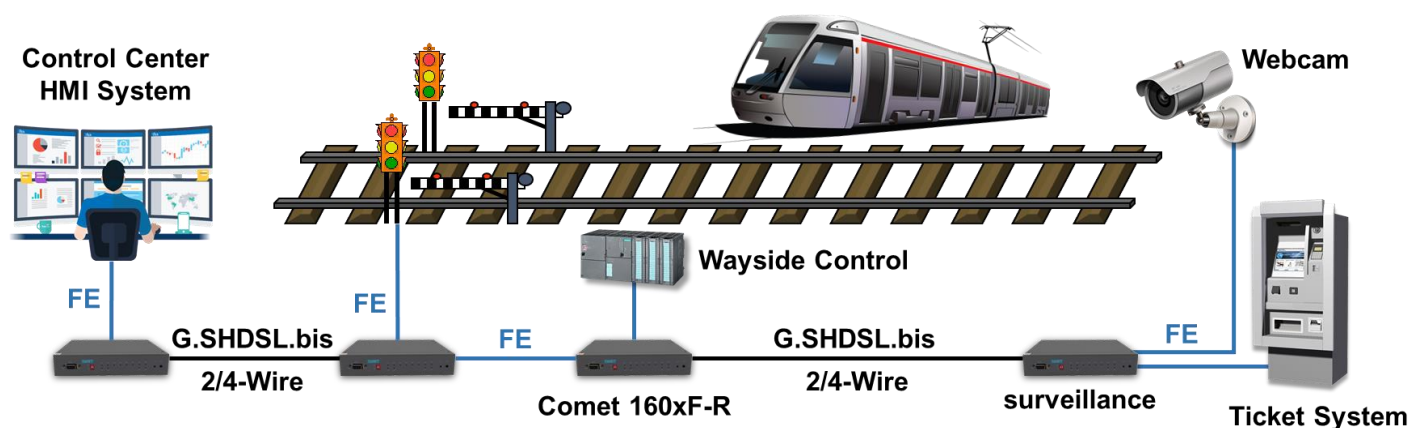 Control Center
HMI System
Webcam
Wayside Control
FE
FE
FE
FE
G.SHDSL.bis
2/4-Wire
G.SHDSL.bis
2/4-Wire
Comet 160xF-R
surveillance
Ticket System